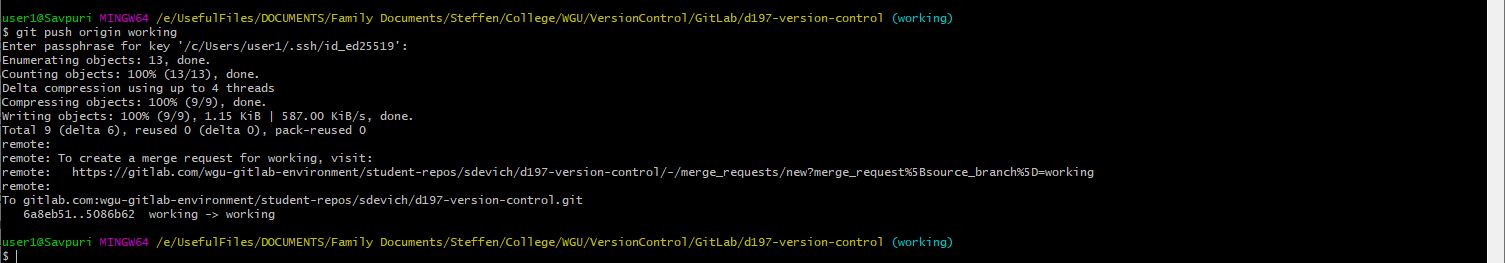 user1@Savpuri MINGW64 /e/UsefulFiles/DOCUMENTS/Family Documents/Steffen/College/WGU/VersionControl/GitLab/d197-version-control (working)
$ git push origin working
Enter passphrase for key '/c/Users/user1/.ssh/id_ed25519':
Enumerating objects: 13, done.
Counting objects: 100% (13/13), done.
Delta compression using up to 4 threads
Compressing objects: 100% (9/9), done.
Writing objects: 100% (9/9), 1.15 KiB | 587.00 KiB/s, done.
Total 9 (delta 6), reused 0 (delta 0), pack-reused 0
remote:
remote: To create a merge request for working, visit:
remote:   https://gitlab.com/wgu-gitlab-environment/student-repos/sdevich/d197-version-control/-/merge_requests/new?merge_request%5Bsource_branch%5D=working
remote:
To gitlab.com:wgu-gitlab-environment/student-repos/sdevich/d197-version-control.git
   6a8eb51..5086b62  working -> working
user1@Savpuri MINGW64 /e/UsefulFiles/DOCUMENTS/Family Documents/Steffen/College/WGU/VersionControl/GitLab/d197-version-control (working)
$